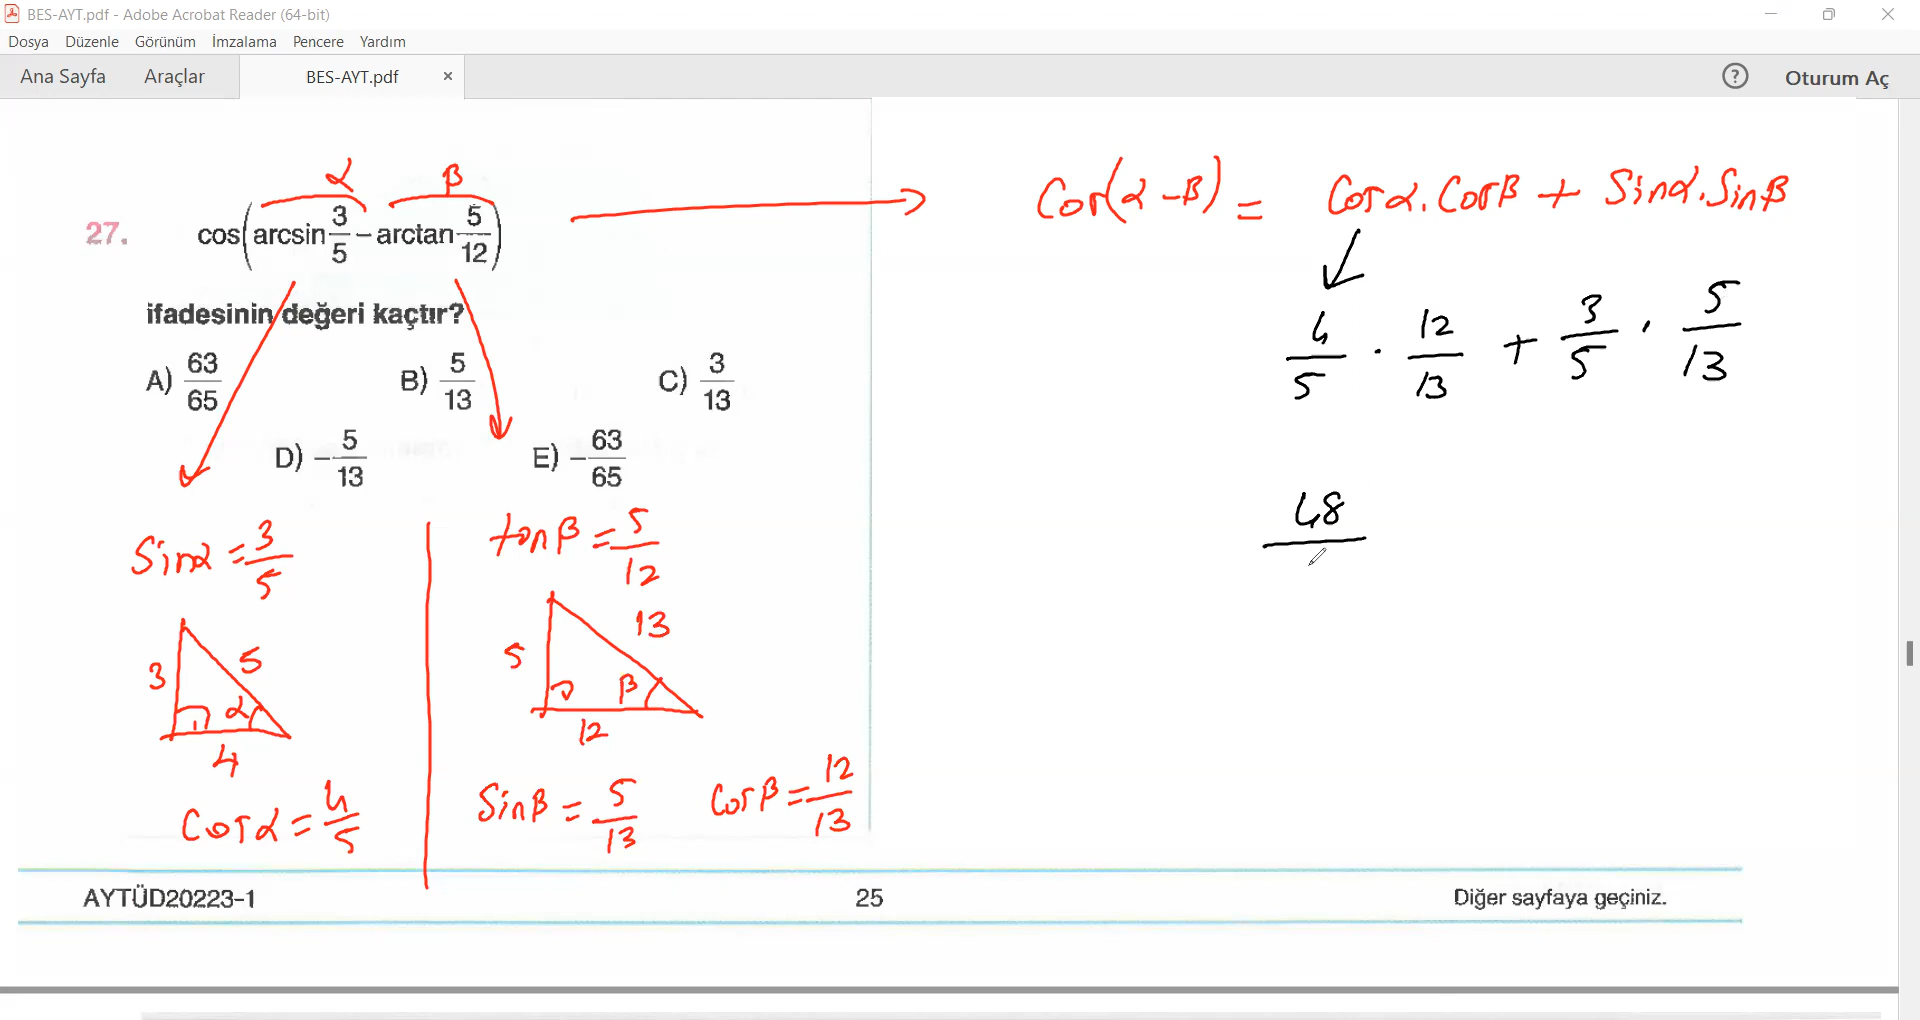 BES-AYT.pdf - Adobe Acrobat Reader (64-bit)
Dosya Düzenle Görünüm İmzalama Pencere Yardım
Ana Sayfa Araçlar BES-AYT.pdf × ? Oturum Aç
α β
27. cos(arcsin 3/5 - arctan 5/12)
ifadesinin değeri kaçtır?
A) 63/65 B) 5/13 C) 3/13
D) -5/13 E) -63/65
Sinα = 3/5
3 5 α 4
Cosα = 4/5
tanβ = 5/12
5 13 β 12
Sinβ = 5/13 Cosβ = 12/13
Cos(α-β) = Cosα.Cosβ + Sinα.Sinβ
4/5 · 12/13 + 3/5 · 5/13
48
AYTÜD20223-1 25 Diğer sayfaya geçiniz.